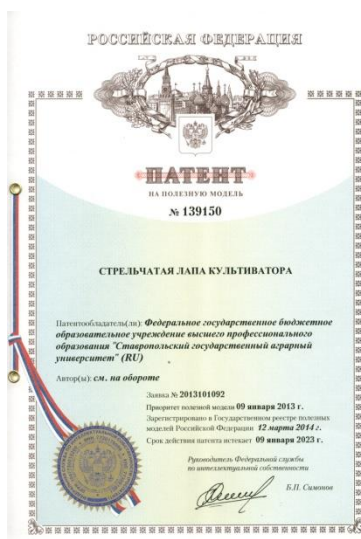 РОССИЙСКАЯ ФЕДЕРАЦИЯ
ПАТЕНТ
НА ПОЛЕЗНУЮ МОДЕЛЬ
№ 139150
СТРЕЛЬЧАТАЯ ЛАПА КУЛЬТИВАТОРА
Патентообладатель(ли): Федеральное государственное бюджетное
образовательное учреждение высшего профессионального
образования "Ставропольский государственный аграрный
университет" (RU)
Автор(ы): см. на обороте
Заявка № 2013101092
Приоритет полезной модели 09 января 2013 г.
Зарегистрировано в Государственном реестре полезных
моделей Российской Федерации 12 марта 2014 г.
Срок действия патента истекает 09 января 2023 г.
Руководитель Федеральной службы
по интеллектуальной собственности
Б.П. Симонов